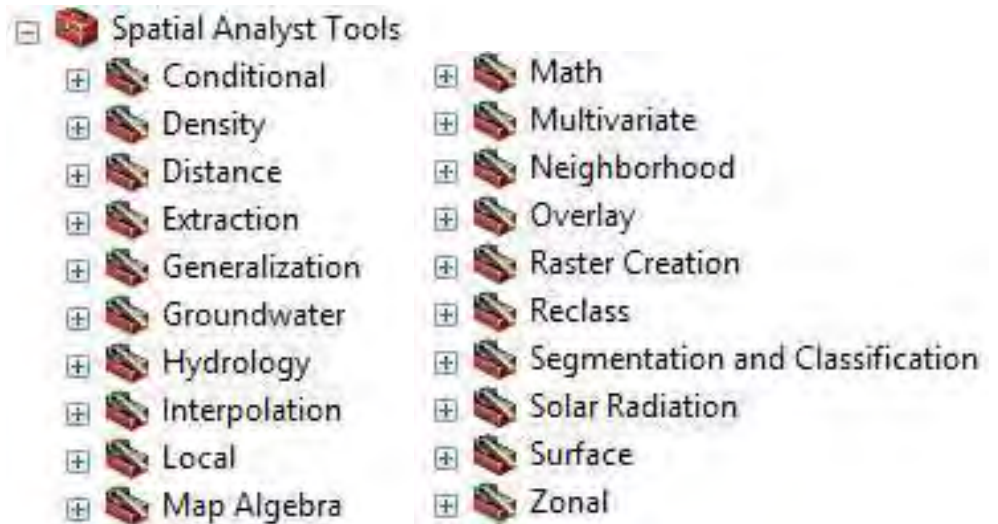 Spatial Analyst Tools
Conditional
Density
Distance
Extraction
Generalization
Groundwater
Hydrology
Interpolation
Local
Map Algebra
Math
Multivariate
Neighborhood
Overlay
Raster Creation
Reclass
Segmentation and Classification
Solar Radiation
Surface
Zonal